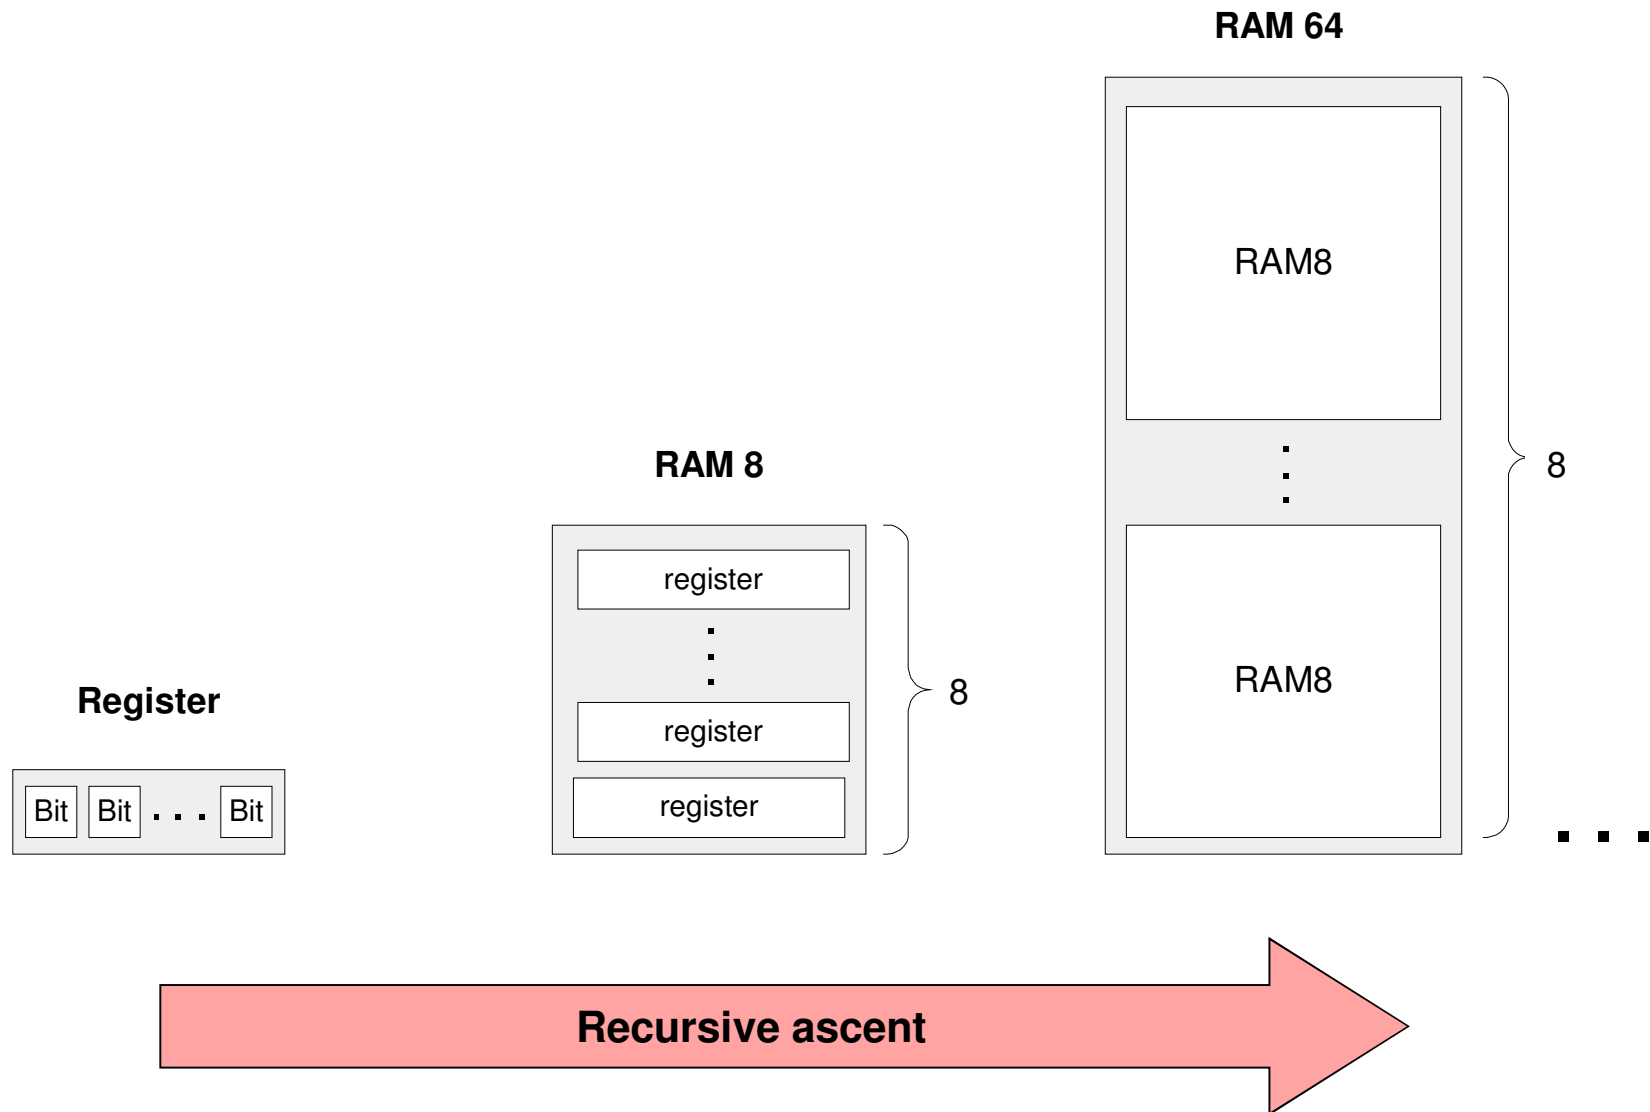 RAM 64
RAM8
8
RAM8
RAM 8
register
register
8
register
Register
Bit Bit . . . Bit
Recursive ascent